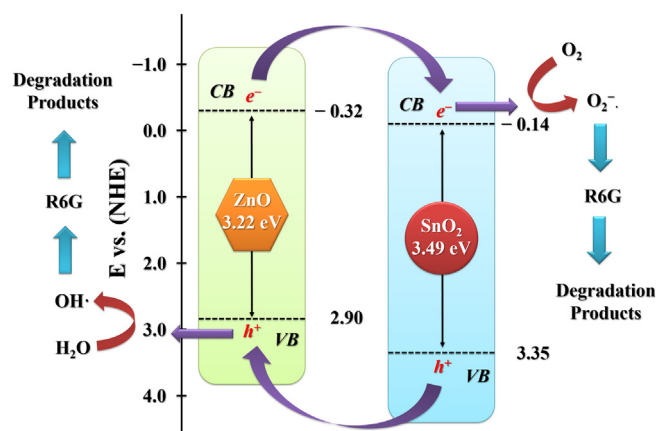 Degradation
Products
R6G
OH·
H₂O
E vs. (NHE)
−1.0
0.0
1.0
2.0
3.0
4.0
CB e⁻
− 0.32
ZnO
3.22 eV
2.90
h⁺ VB
CB e⁻
− 0.14
SnO₂
3.49 eV
3.35
h⁺ VB
O₂
O₂⁻·
R6G
Degradation
Products